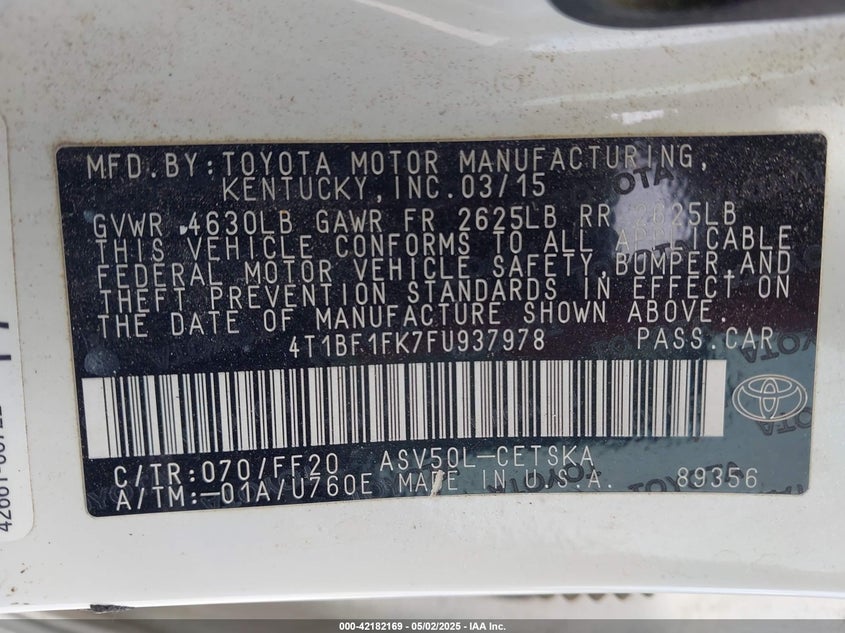 MFD. BY: TOYOTA MOTOR MANUFACTURING,
KENTUCKY, INC. 03/15
GVWR 4630LB GAWR FR 2625LB RR 2625LB
THIS VEHICLE CONFORMS TO ALL APPLICABLE
FEDERAL MOTOR VEHICLE SAFETY, BUMPER, AND
THEFT PREVENTION STANDARDS IN EFFECT ON
THE DATE OF MANUFACTURE SHOWN ABOVE.
4T1BF1FK7FU937978 PASS.CAR
C/TR: 070/FF20 ASV50L-CETSKA
A/TM: -01A/U760E MADE IN U.S.A. 89356
000-42182169 - 05/02/2025 - IAA Inc.